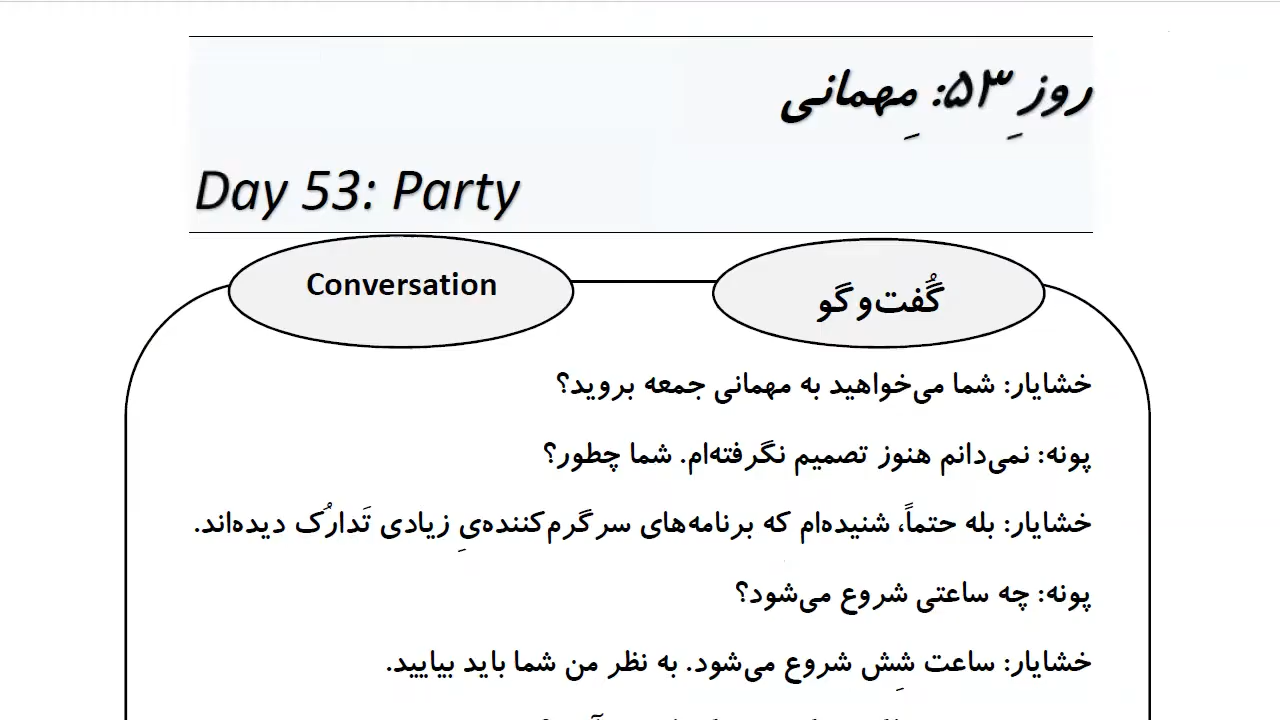 روزِ ۵۳: مِهمانی
Day 53: Party
Conversation
گُفت‌و‌گو
خشایار: شما می‌خواهید به مهمانی جمعه بروید؟
پونه: نمی‌دانم هنوز تصمیم نگرفته‌ام. شما چطور؟
خشایار: بله حتماً، شنیده‌ام که برنامه‌های سرگرم‌کننده‌یِ زیادی تَدارُک دیده‌اند.
پونه: چه ساعتی شروع می‌شود؟
خشایار: ساعت شِش شروع می‌شود. به نظر من شما باید بیایید.